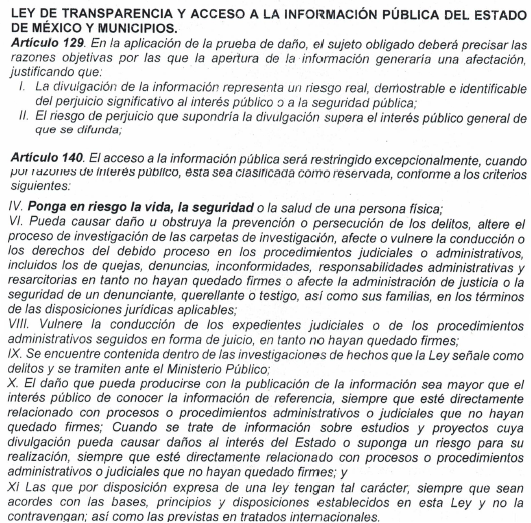 LEY DE TRANSPARENCIA Y ACCESO A LA INFORMACIÓN PÚBLICA DEL ESTADO
DE MÉXICO Y MUNICIPIOS.
Artículo 129. En la aplicación de la prueba de daño, el sujeto obligado deberá precisar las
razones objetivas por las que la apertura de la información generaría una afectación,
justificando que:
I. La divulgación de la información representa un riesgo real, demostrable e identificable
del perjuicio significativo al interés público o a la seguridad pública;
II. El riesgo de perjuicio que supondría la divulgación supera el interés público general de
que se difunda;
Artículo 140. El acceso a la información pública será restringido excepcionalmente, cuando
por razones de interés público, ésta sea clasificada como reservada, conforme a los criterios
siguientes:
IV. Ponga en riesgo la vida, la seguridad o la salud de una persona física;
VI. Pueda causar daño u obstruya la prevención o persecución de los delitos, altere el
proceso de investigación de las carpetas de investigación, afecte o vulnere la conducción o
los derechos del debido proceso en los procedimientos judiciales o administrativos,
incluidos los de quejas, denuncias, inconformidades, responsabilidades administrativas y
resarcitorias en tanto no hayan quedado firmes o afecte la administración de justicia o la
seguridad de un denunciante, querellante o testigo, así como sus familias, en los términos
de las disposiciones jurídicas aplicables;
VIII. Vulnere la conducción de los expedientes judiciales o de los procedimientos
administrativos seguidos en forma de juicio, en tanto no hayan quedado firmes;
IX. Se encuentre contenida dentro de las investigaciones de hechos que la Ley señale como
delitos y se tramiten ante el Ministerio Público;
X. El daño que pueda producirse con la publicación de la información sea mayor que el
interés público de conocer la información de referencia, siempre que esté directamente
relacionado con procesos o procedimientos administrativos o judiciales que no hayan
quedado firmes; Cuando se trate de información sobre estudios y proyectos cuya
divulgación pueda causar daños al interés del Estado o suponga un riesgo para su
realización, siempre que esté directamente relacionado con procesos o procedimientos
administrativos o judiciales que no hayan quedado firmes; y
XI Las que por disposición expresa de una ley tengan tal carácter, siempre que sean
acordes con las bases, principios y disposiciones establecidos en esta Ley y no la
contravengan; así como las previstas en tratados internacionales.